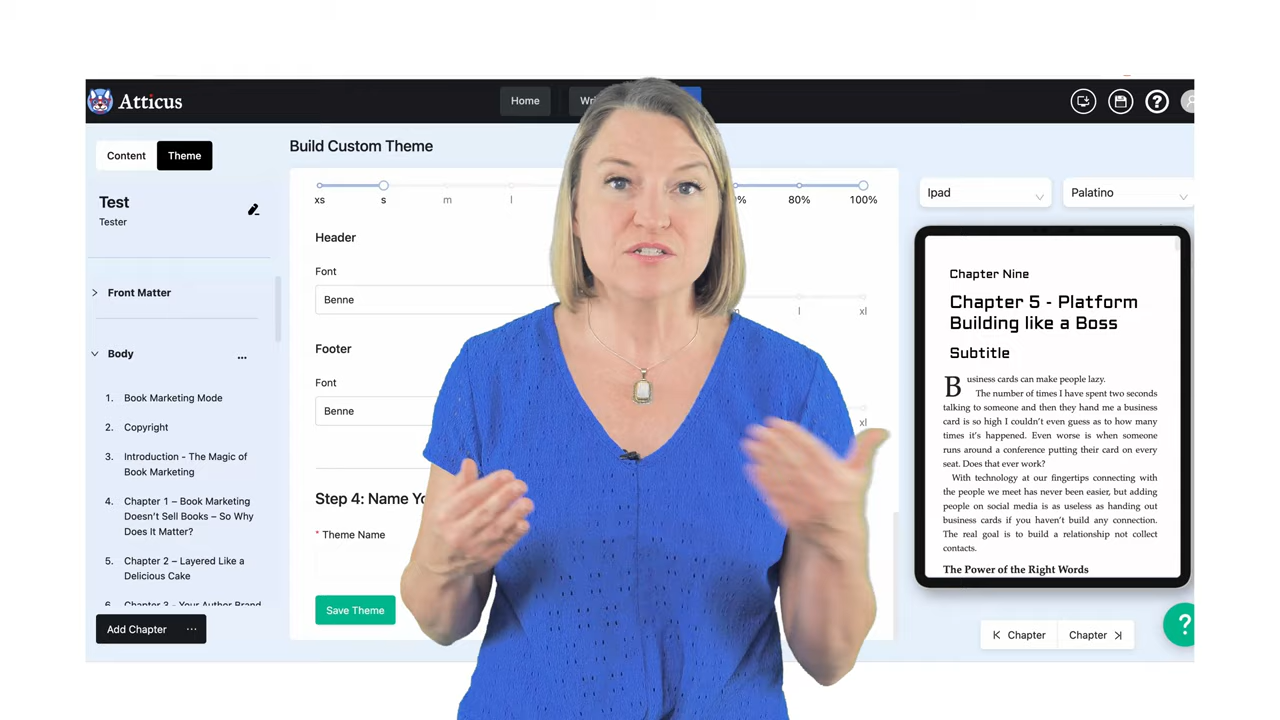 Atticus
Home
Content
Theme
Build Custom Theme
Test
Tester
Front Matter
Body
1. Book Marketing Mode
2. Copyright
3. Introduction - The Magic of
Book Marketing
4. Chapter 1 – Book Marketing
Doesn't Sell Books – So Why
Does It Matter?
5. Chapter 2 – Layered Like a
Delicious Cake
6. Chapter 3 - Your Author Brand
Add Chapter ...
xs s m l
80% 100%
Header
Font
Benne
l xl
Footer
Font
Benne
xl
Step 4: Name
* Theme Name
Save Theme
Ipad
Palatino
Chapter Nine
Chapter 5 - Platform
Building like a Boss
Subtitle
Business cards can make people lazy.
The number of times I have spent two seconds
talking to someone and then they hand me a business
card is so high I couldn't even guess as to how many
times it's happened. Even worse is when someone
runs around a conference putting their card on every
seat. Does that ever work?
With technology at our fingertips connecting with
the people we meet has never been easier, but adding
people on social media is as useless as handing out
business cards if you haven't build any connection.
The real goal is to build a relationship not collect
contacts.
The Power of the Right Words
Chapter
Chapter
?